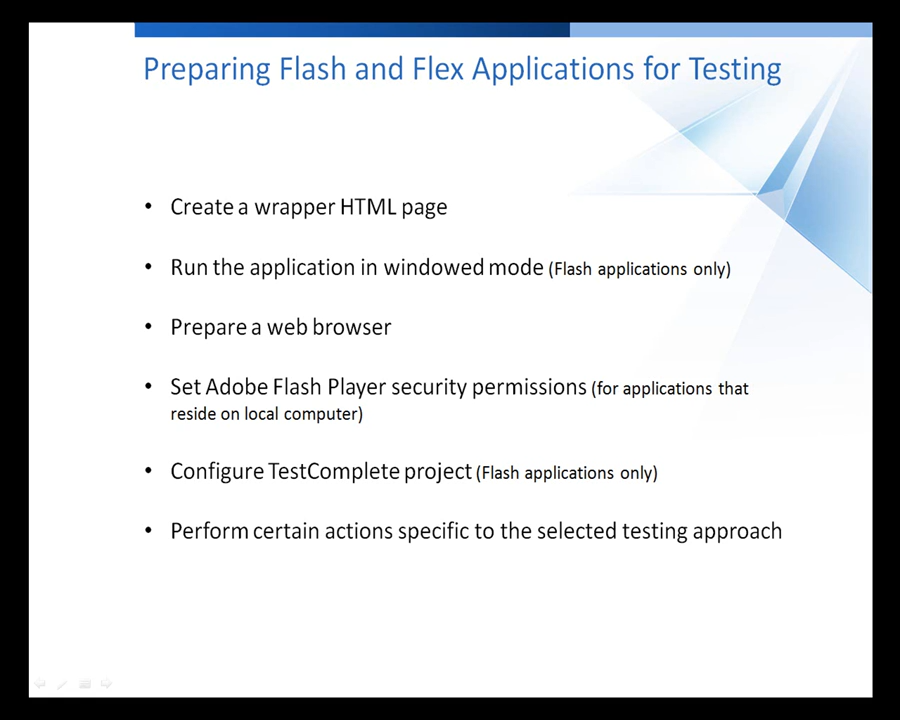 Preparing Flash and Flex Applications for Testing
• Create a wrapper HTML page
• Run the application in windowed mode (Flash applications only)
• Prepare a web browser
• Set Adobe Flash Player security permissions (for applications that
reside on local computer)
• Configure TestComplete project (Flash applications only)
• Perform certain actions specific to the selected testing approach